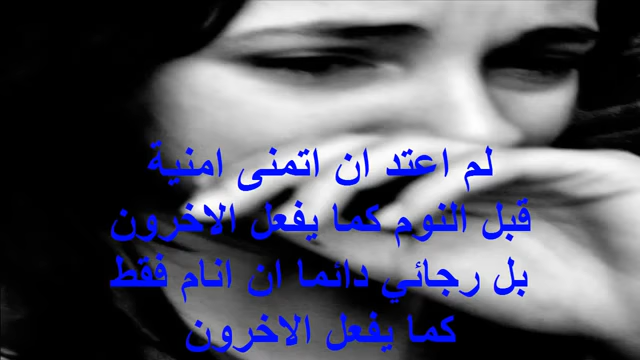 لم اعتد ان اتمنى امنية
قبل النوم كما يفعل الاخرون
بل رجائي دائما ان انام فقط
كما يفعل الاخرون